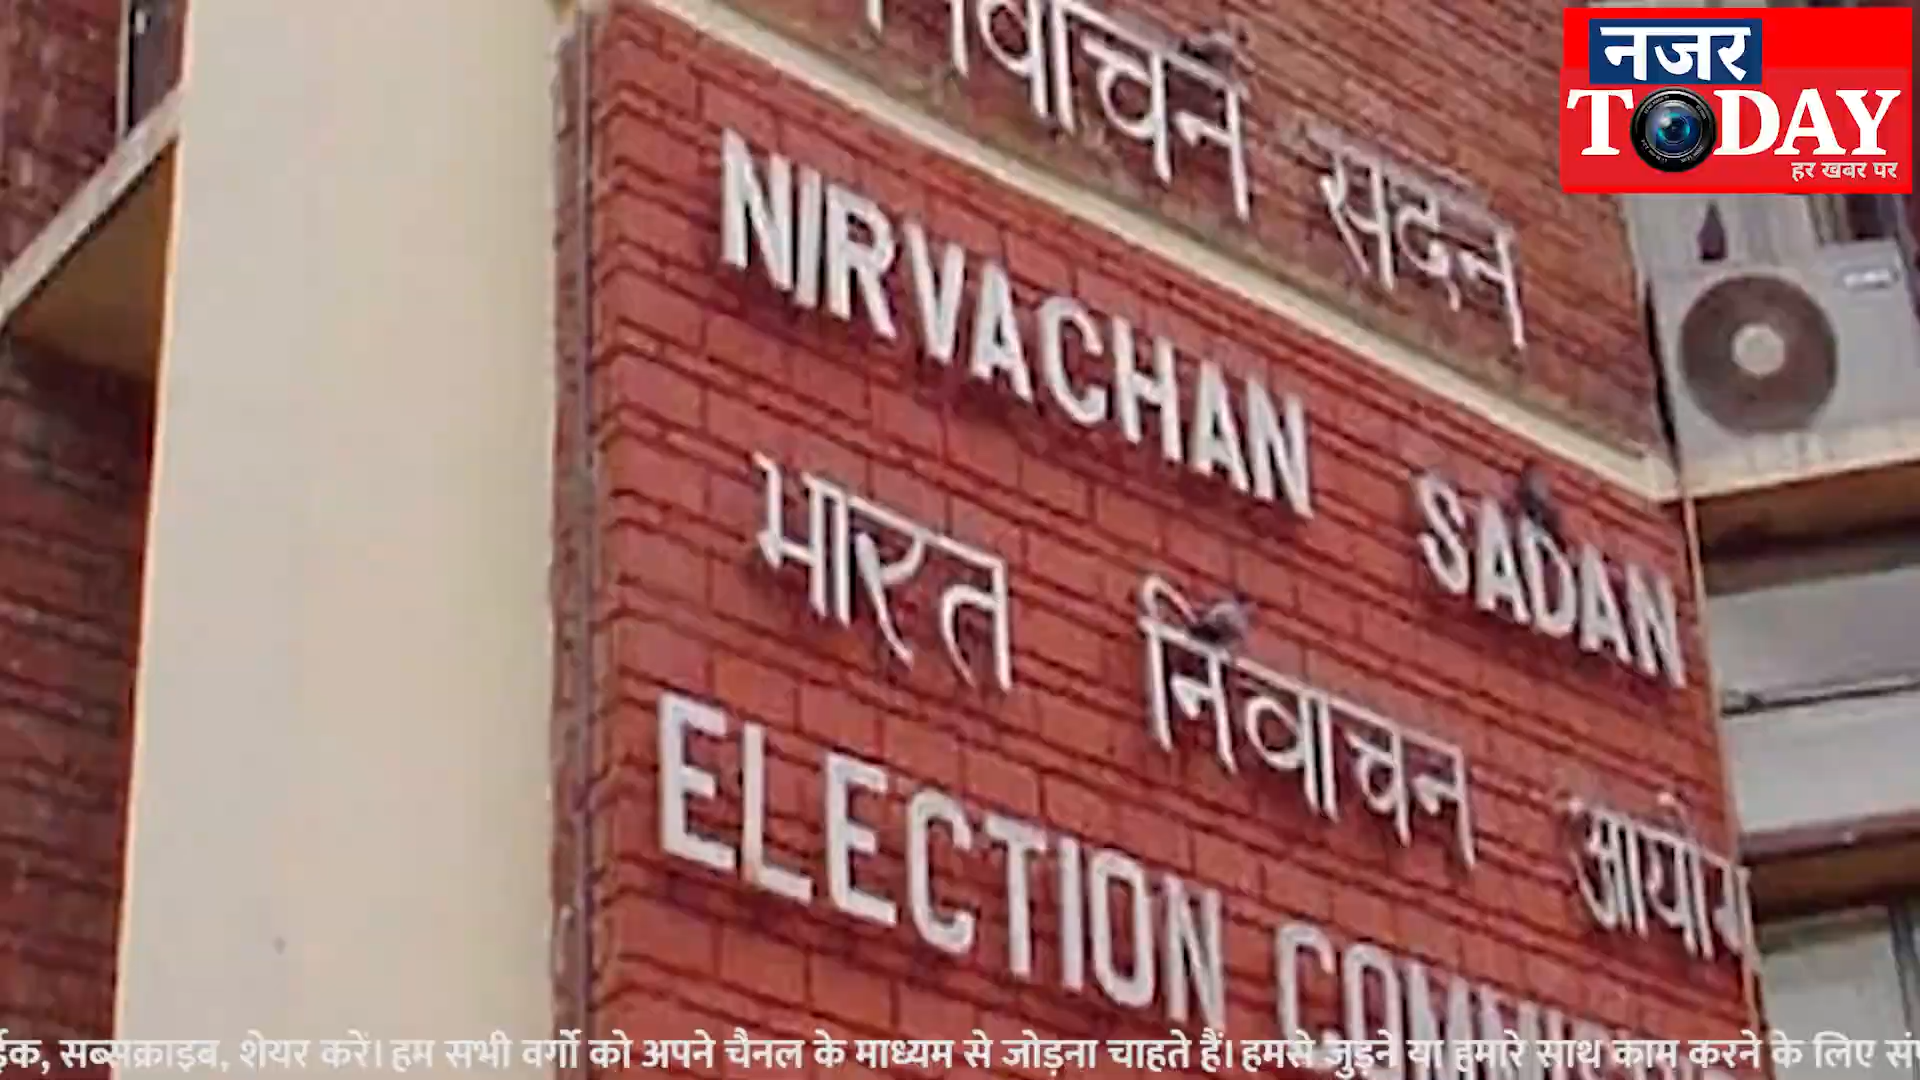 निर्वाचन सदन
NIRVACHAN SADAN
भारत निर्वाचन आयोग
ELECTION
नजर
TODAY
हर खबर पर
सब्सक्राइब, शेयर करें। हम सभी वर्गो को अपने चैनल के माध्यम से जोड़ना चाहते हैं। हमसे जुड़ने या हमारे साथ काम करने के लिए